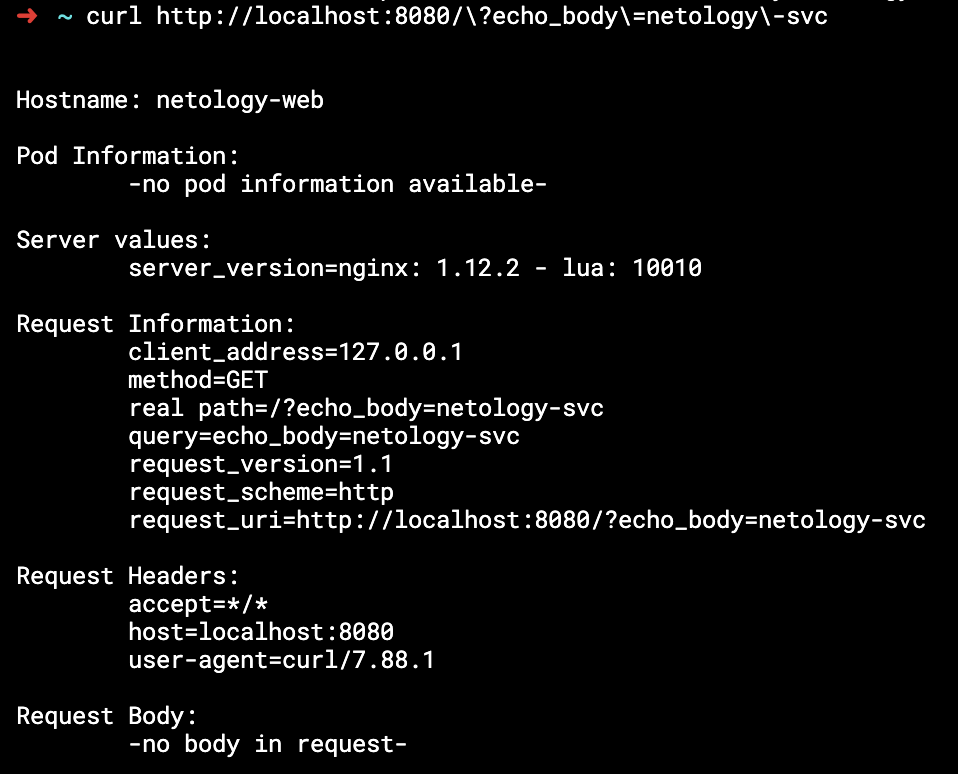 ➜ ~ curl http://localhost:8080/\?echo_body\=netology\-svc
Hostname: netology-web
Pod Information:
-no pod information available-
Server values:
server_version=nginx: 1.12.2 - lua: 10010
Request Information:
client_address=127.0.0.1
method=GET
real path=/?echo_body=netology-svc
query=echo_body=netology-svc
request_version=1.1
request_scheme=http
request_uri=http://localhost:8080/?echo_body=netology-svc
Request Headers:
accept=*/*
host=localhost:8080
user-agent=curl/7.88.1
Request Body:
-no body in request-